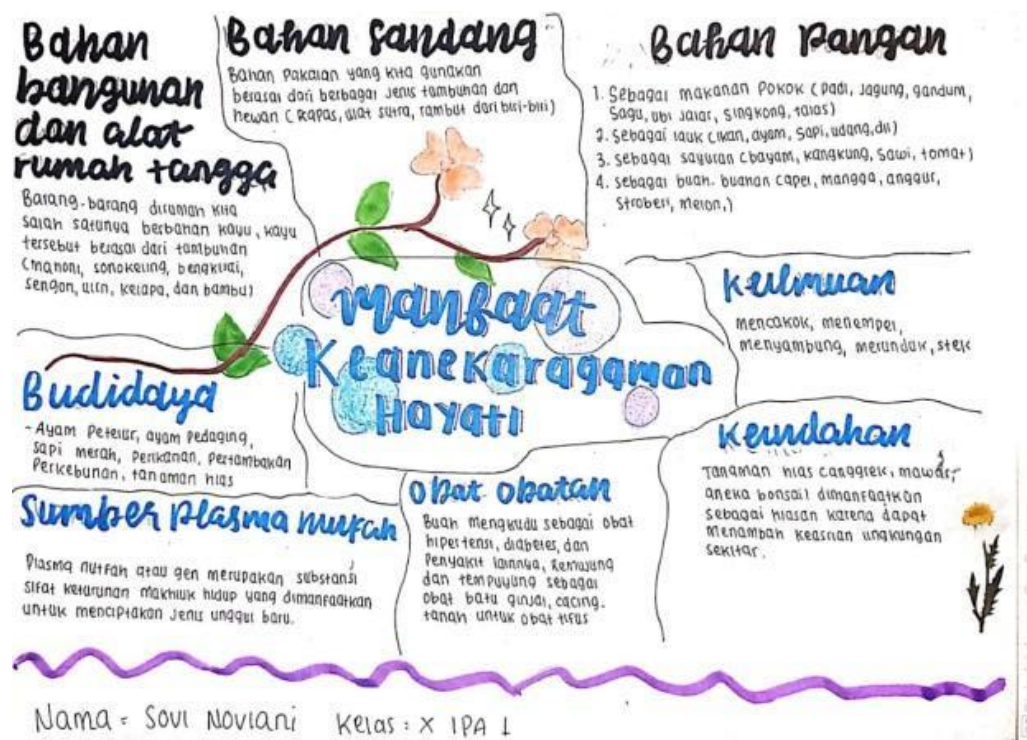 Bahan
bangunan
dan alat
rumah tangga
Barang-barang dirumah kita
salah satunya berbahan kayu, kayu
tersebut berasal dari tumbuhan
(mahoni, sonokeling, bengkirai,
sengon, ulin, kelapa, dan bambu)
Bahan Sandang
Bahan pakaian yang kita gunakan
berasal dari berbagai jenis tumbuhan dan
hewan (kapas, ulat sutra, rambut dari biri-biri)
Bahan Pangan
1. Sebagai makanan pokok (padi, jagung, gandum,
sagu, ubi jalar, singkong, talas)
2. sebagai lauk (ikan, ayam, sapi, udang, dll)
3. sebagai sayuran (bayam, kangkung, sawi, tomat)
4. sebagai buah-buahan (apel, mangga, anggur,
stroberi, melon,)
Manfaat
Keanekaragaman
Hayati
Keilmuan
mencakok, menempel,
menyambung, merunduk, stek
Budidaya
- Ayam petelur, ayam pedaging,
sapi merah, perikanan, pertambakan
Perkebunan, tanaman hias
Keindahan
Tanaman hias (anggrek, mawar,
aneka bonsai) dimanfaatkan
sebagai hiasan karena dapat
menambah keasrian lingkungan
sekitar.
Sumber plasma nutfah
Plasma nutfah atau gen merupakan substansi
sifat keturunan makhluk hidup yang dimanfaatkan
untuk menciptakan jenis unggul baru.
Obat obatan
Buah mengkudu sebagai obat
hipertensi, diabetes, dan
penyakit lainnya, kemujung
dan tempuyung sebagai
obat batu ginjal, cacing.
tanah untuk obat tifus
Nama = Sovi Noviani Kelas : X IPA 1